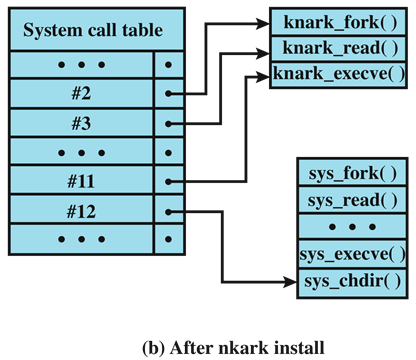 System call table
• • • •
#2 •
#3 •
• • • •
#11 •
#12 •
• • • •
knark_fork( )
knark_read( )
knark_execve( )
sys_fork( )
sys_read( )
• • •
sys_execve( )
sys_chdir( )
(b) After nkark install